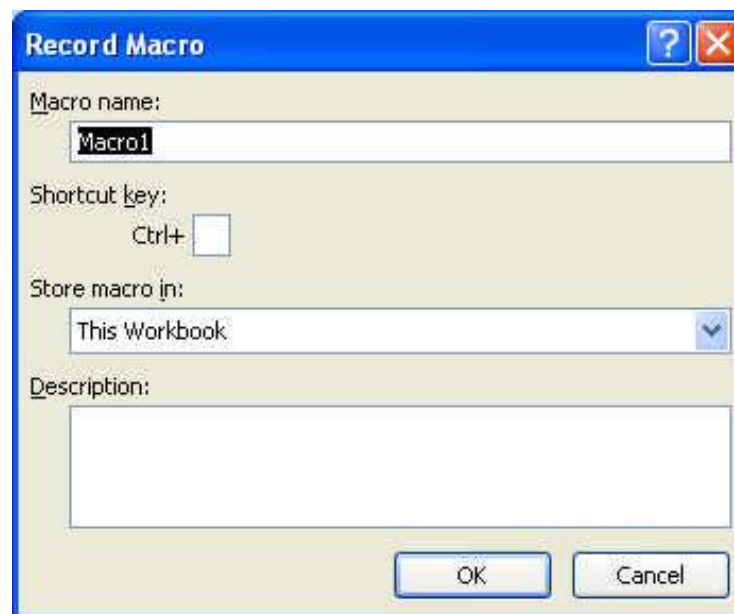 Record Macro
Macro name:
Macro1
Shortcut key:
Ctrl+
Store macro in:
This Workbook
Description:
OK Cancel